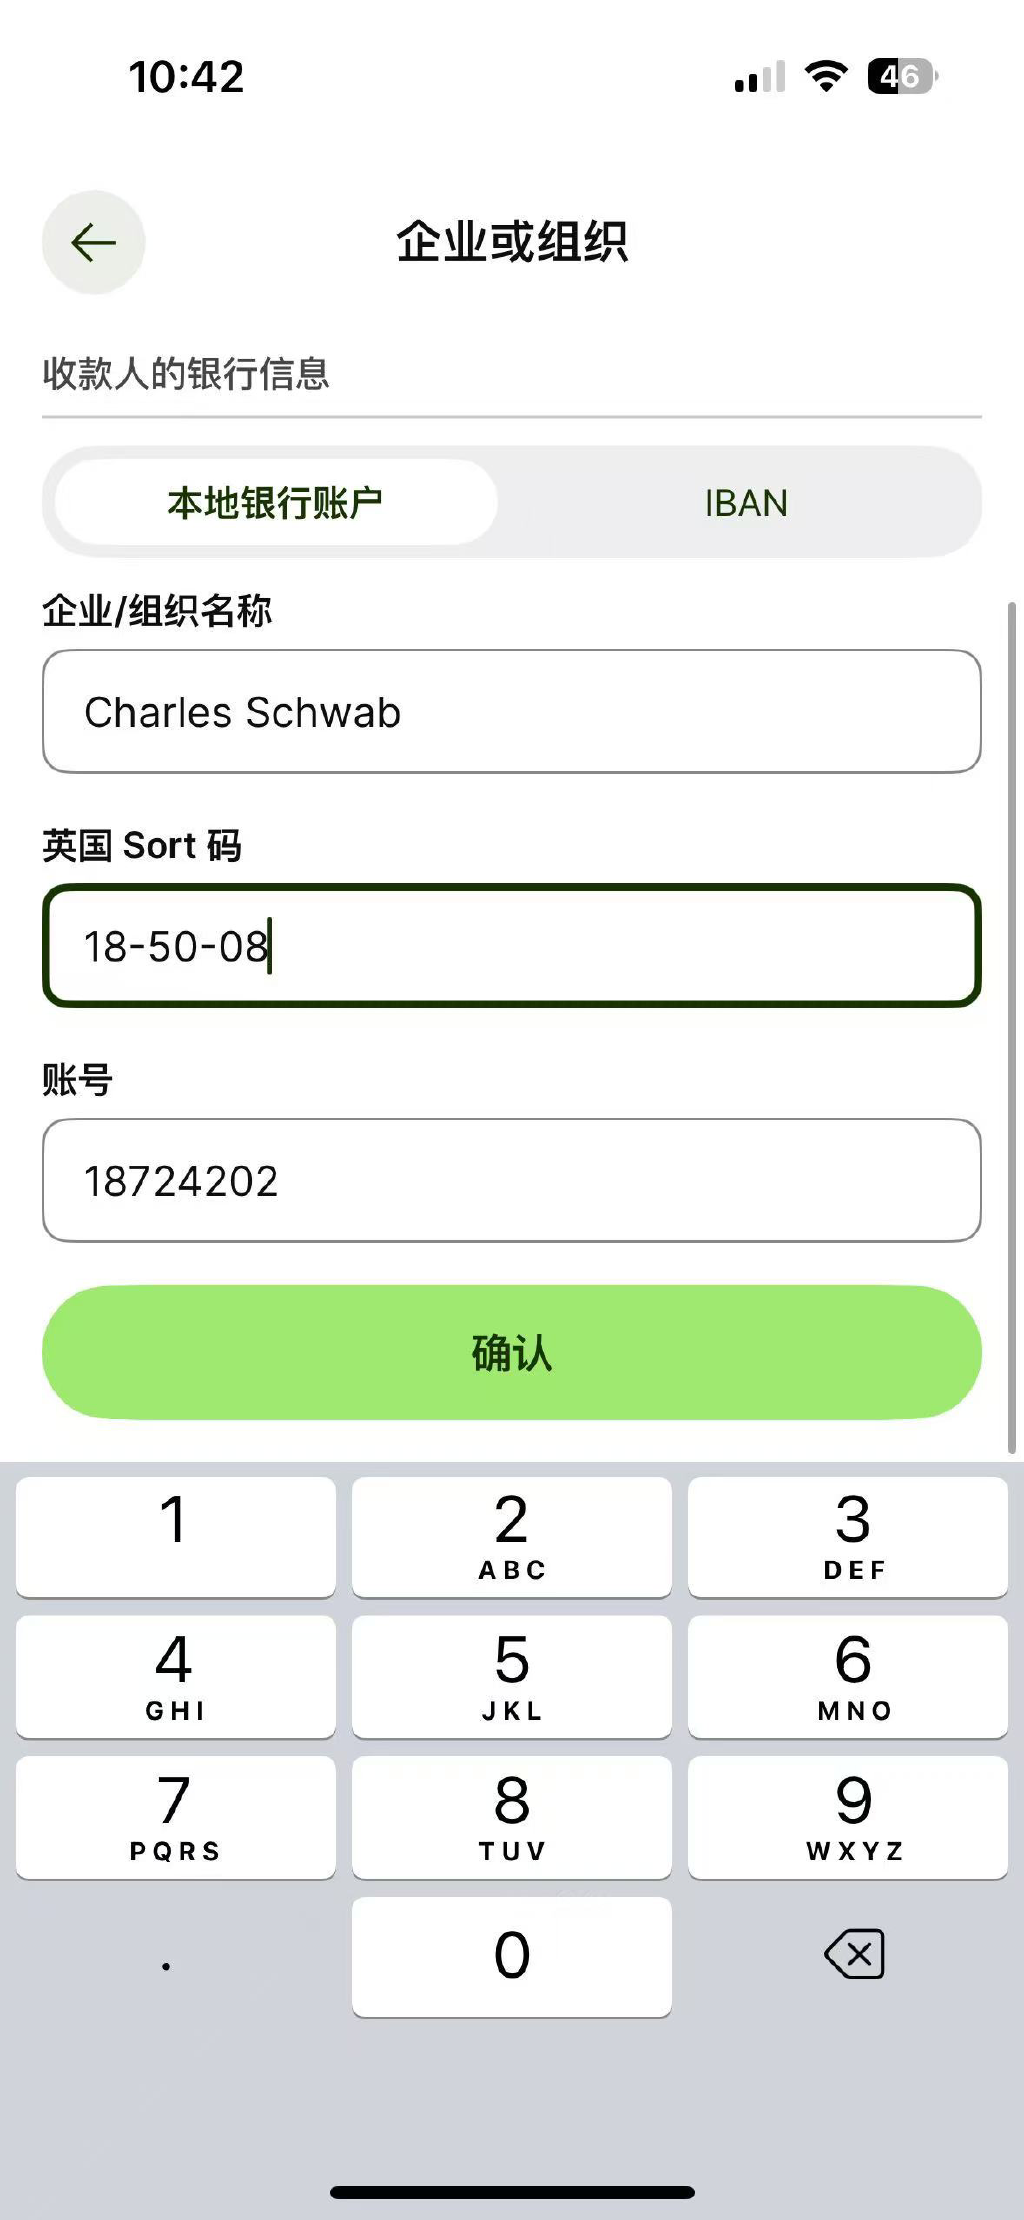 10:42
46
企业或组织
收款人的银行信息
本地银行账户 IBAN
企业/组织名称
Charles Schwab
英国 Sort 码
18-50-08
账号
18724202
确认
1 2 3
ABC DEF
4 5 6
GHI JKL MNO
7 8 9
PQRS TUV WXYZ
. 0